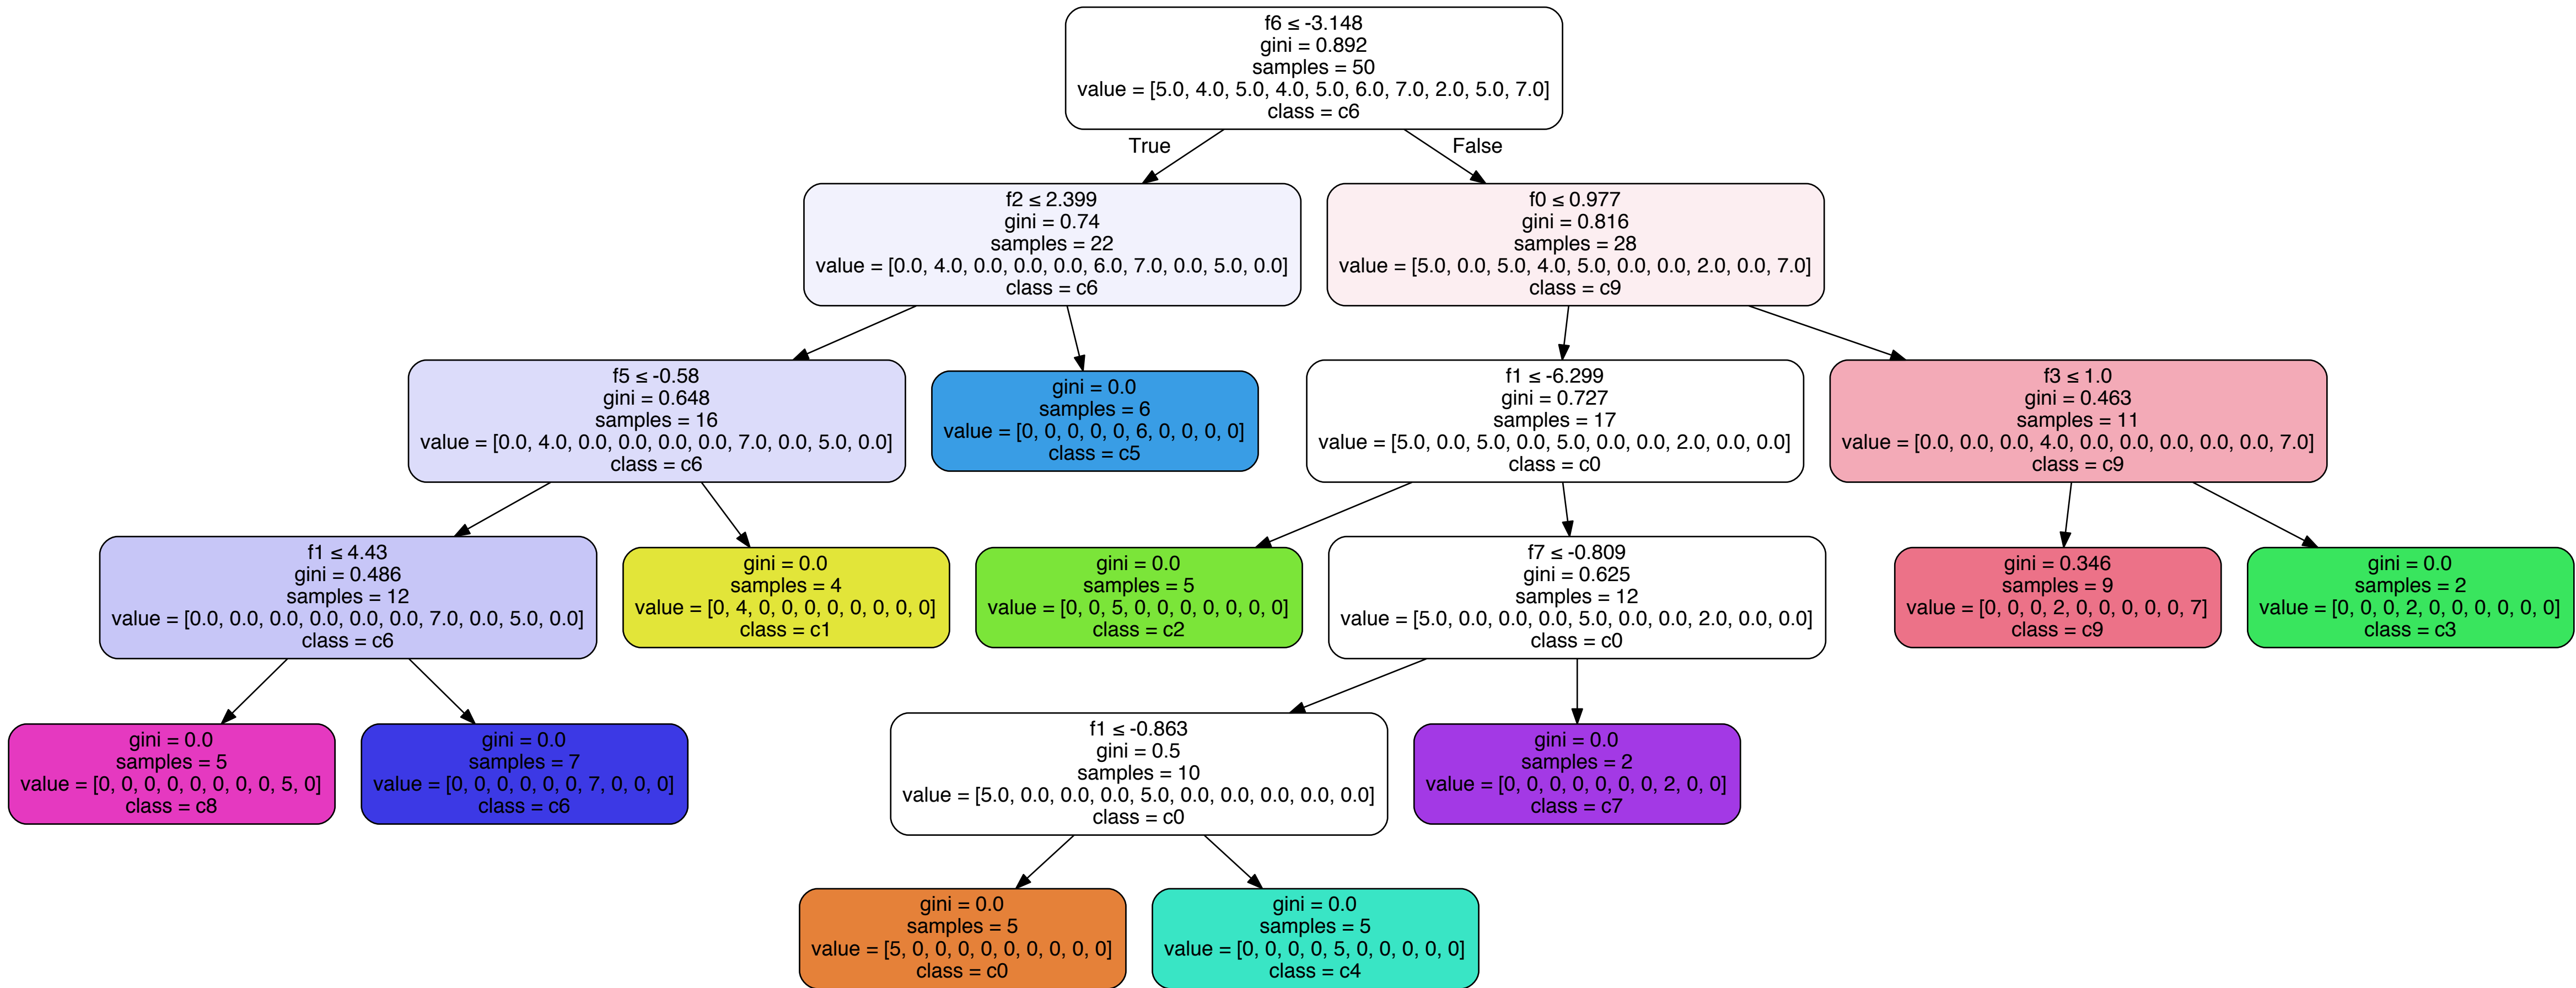 f6 ≤ -3.148
gini = 0.892
samples = 50
value = [5.0, 4.0, 5.0, 4.0, 5.0, 6.0, 7.0, 2.0, 5.0, 7.0]
class = c6
True
False
f2 ≤ 2.399
gini = 0.74
samples = 22
value = [0.0, 4.0, 0.0, 0.0, 0.0, 6.0, 7.0, 0.0, 5.0, 0.0]
class = c6
f0 ≤ 0.977
gini = 0.816
samples = 28
value = [5.0, 0.0, 5.0, 4.0, 5.0, 0.0, 0.0, 2.0, 0.0, 7.0]
class = c9
f5 ≤ -0.58
gini = 0.648
samples = 16
value = [0.0, 4.0, 0.0, 0.0, 0.0, 0.0, 7.0, 0.0, 5.0, 0.0]
class = c6
gini = 0.0
samples = 6
value = [0, 0, 0, 0, 0, 6, 0, 0, 0, 0]
class = c5
f1 ≤ -6.299
gini = 0.727
samples = 17
value = [5.0, 0.0, 5.0, 0.0, 5.0, 0.0, 0.0, 2.0, 0.0, 0.0]
class = c0
f3 ≤ 1.0
gini = 0.463
samples = 11
value = [0.0, 0.0, 0.0, 4.0, 0.0, 0.0, 0.0, 0.0, 0.0, 7.0]
class = c9
f1 ≤ 4.43
gini = 0.486
samples = 12
value = [0.0, 0.0, 0.0, 0.0, 0.0, 0.0, 7.0, 0.0, 5.0, 0.0]
class = c6
gini = 0.0
samples = 4
value = [0, 4, 0, 0, 0, 0, 0, 0, 0, 0]
class = c1
gini = 0.0
samples = 5
value = [0, 0, 5, 0, 0, 0, 0, 0, 0, 0]
class = c2
f7 ≤ -0.809
gini = 0.625
samples = 12
value = [5.0, 0.0, 0.0, 0.0, 5.0, 0.0, 0.0, 2.0, 0.0, 0.0]
class = c0
gini = 0.346
samples = 9
value = [0, 0, 0, 2, 0, 0, 0, 0, 0, 7]
class = c9
gini = 0.0
samples = 2
value = [0, 0, 0, 2, 0, 0, 0, 0, 0, 0]
class = c3
gini = 0.0
samples = 5
value = [0, 0, 0, 0, 0, 0, 0, 0, 5, 0]
class = c8
gini = 0.0
samples = 7
value = [0, 0, 0, 0, 0, 0, 7, 0, 0, 0]
class = c6
f1 ≤ -0.863
gini = 0.5
samples = 10
value = [5.0, 0.0, 0.0, 0.0, 5.0, 0.0, 0.0, 0.0, 0.0, 0.0]
class = c0
gini = 0.0
samples = 2
value = [0, 0, 0, 0, 0, 0, 0, 2, 0, 0]
class = c7
gini = 0.0
samples = 5
value = [5, 0, 0, 0, 0, 0, 0, 0, 0, 0]
class = c0
gini = 0.0
samples = 5
value = [0, 0, 0, 0, 5, 0, 0, 0, 0, 0]
class = c4